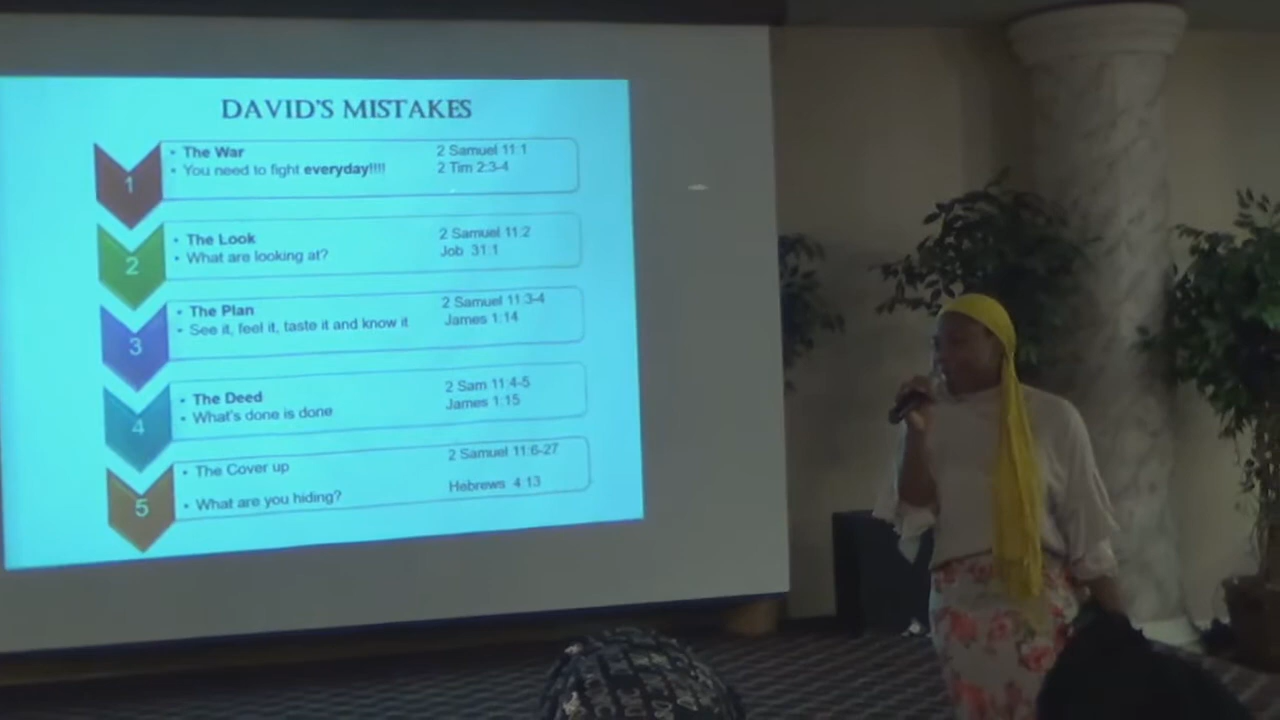 DAVID'S MISTAKES
1
• The War 2 Samuel 11:1
• You need to fight everyday!!!! 2 Tim 2:3-4
2
• The Look 2 Samuel 11:2
• What are looking at? Job 31:1
3
• The Plan 2 Samuel 11:3-4
• See it, feel it, taste it and know it James 1:14
4
• The Deed 2 Sam 11:4-5
• What's done is done James 1:15
5
• The Cover up 2 Samuel 11:6-27
• What are you hiding? Hebrews 4:13